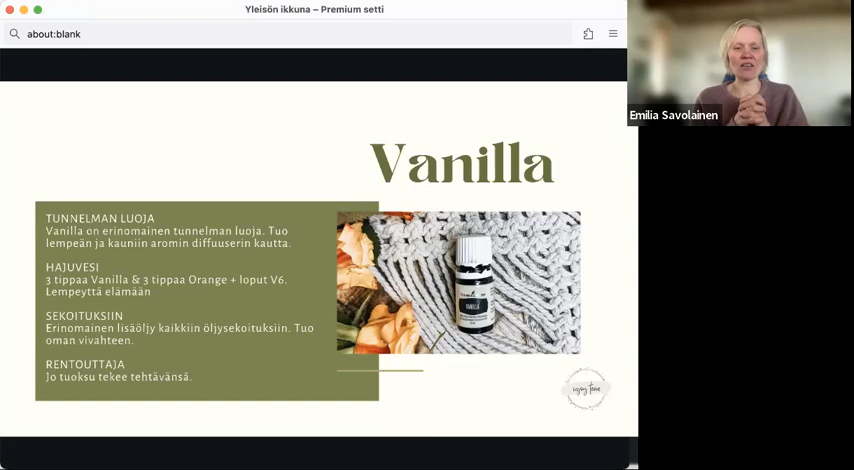 Yleisön ikkuna – Premium setti
about:blank
Emilia Savolainen
Vanilla
TUNNELMAN LUOJA
Vanilla on erinomainen tunnelman luoja. Tuo
lempeän ja kauniin aromin diffuuserin kautta.
HAJUVESI
3 tippaa Vanilla & 3 tippaa Orange + loput V6.
Lempeyttä elämään
SEKOITUKSIIN
Erinomainen lisäöljy kaikkiin öljysekoituksiin. Tuo
oman vivahteen.
RENTOUTTAJA
Jo tuoksu tekee tehtävänsä.
VANILLA